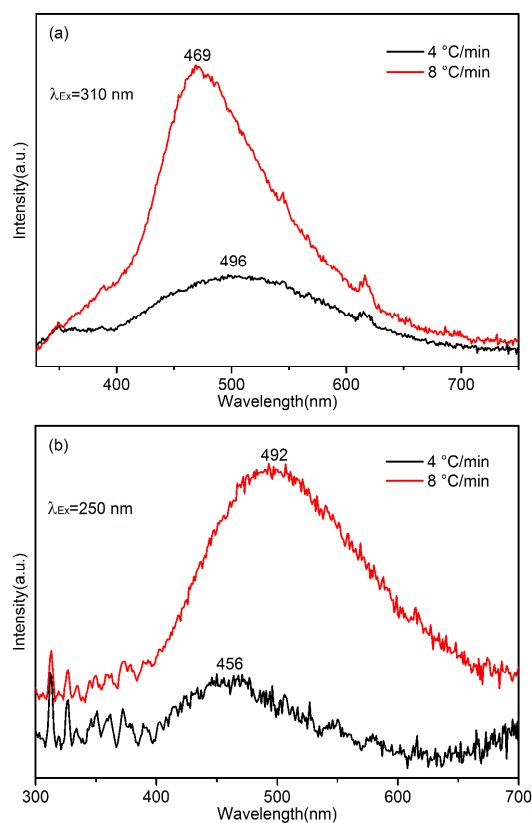 (a)
469
4 °C/min
8 °C/min
λEx=310 nm
496
Intensity(a.u.)
400 500 600 700
Wavelength(nm)
(b)
492
4 °C/min
8 °C/min
λEx=250 nm
456
Intensity(a.u.)
300 400 500 600 700
Wavelength(nm)